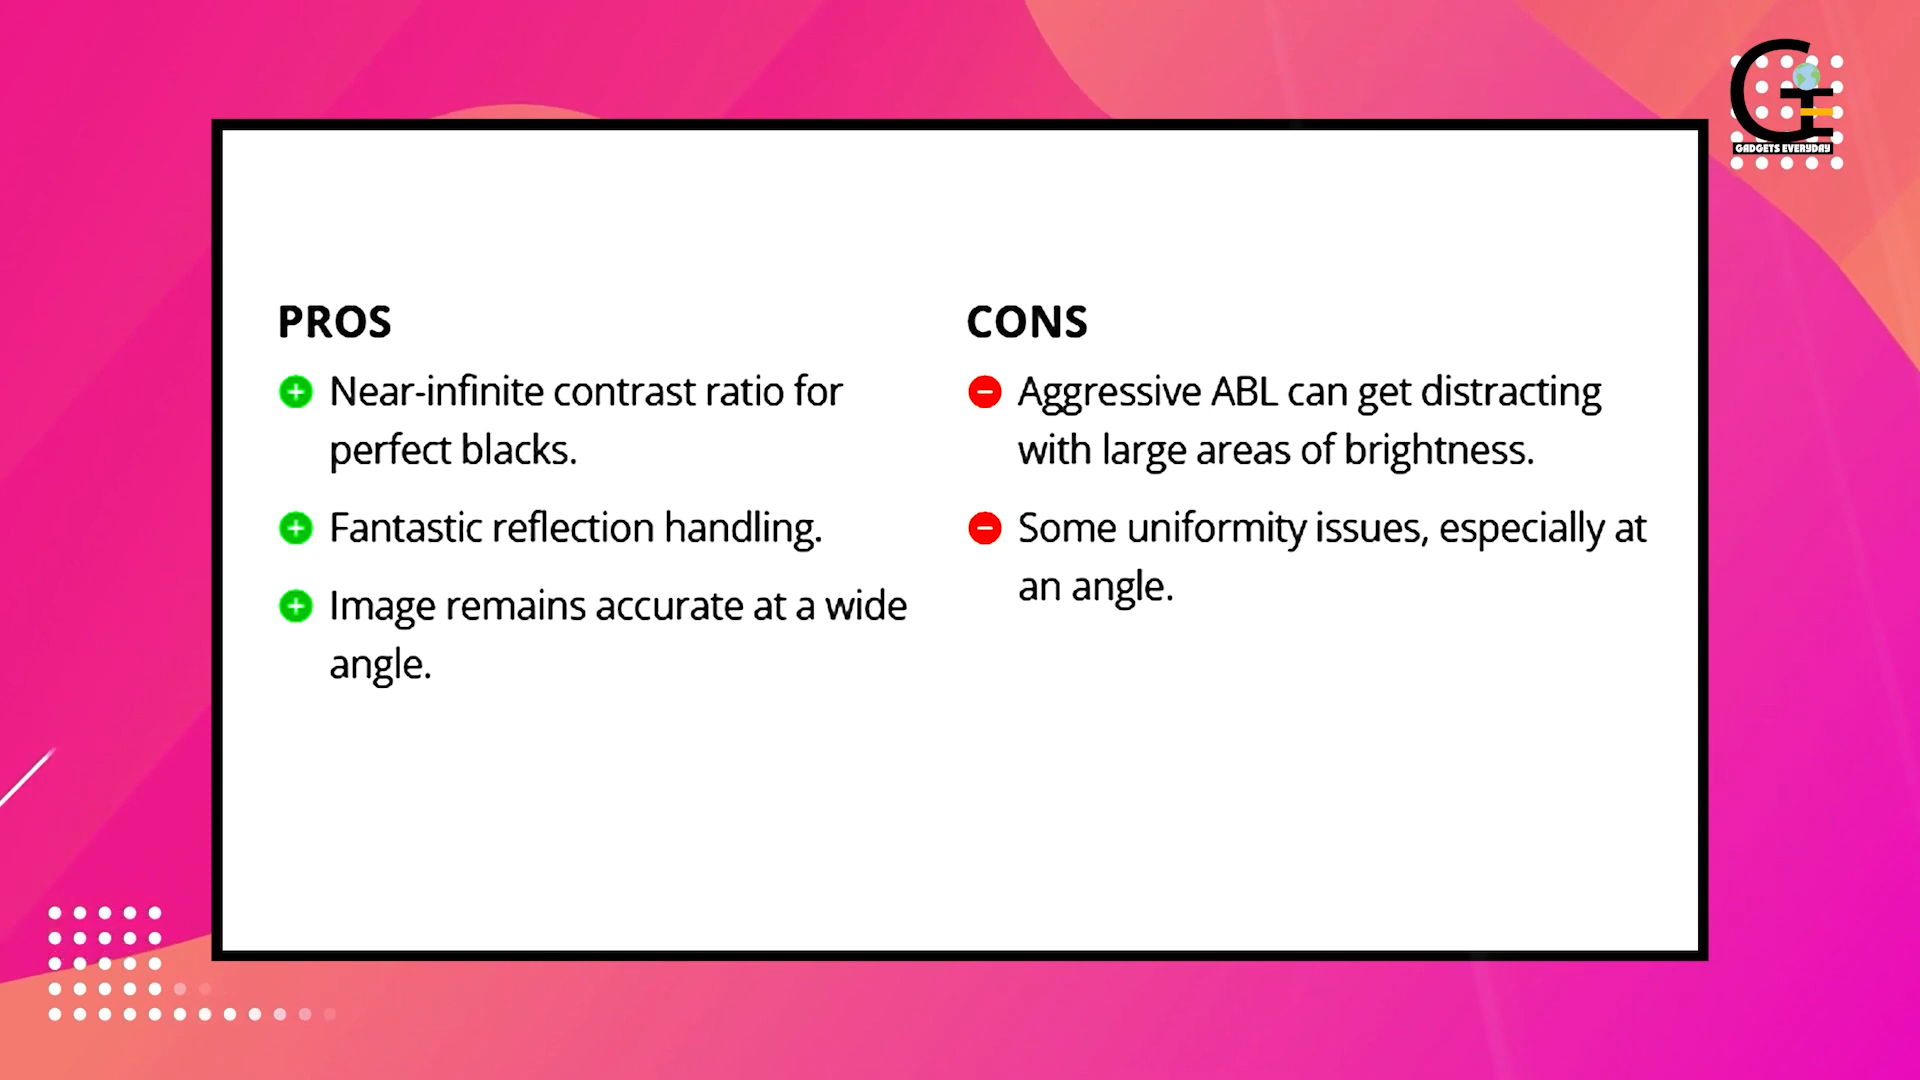 GADGETS EVERYDAY
PROS
Near-infinite contrast ratio for
perfect blacks.
Fantastic reflection handling.
Image remains accurate at a wide
angle.
CONS
Aggressive ABL can get distracting
with large areas of brightness.
Some uniformity issues, especially at
an angle.